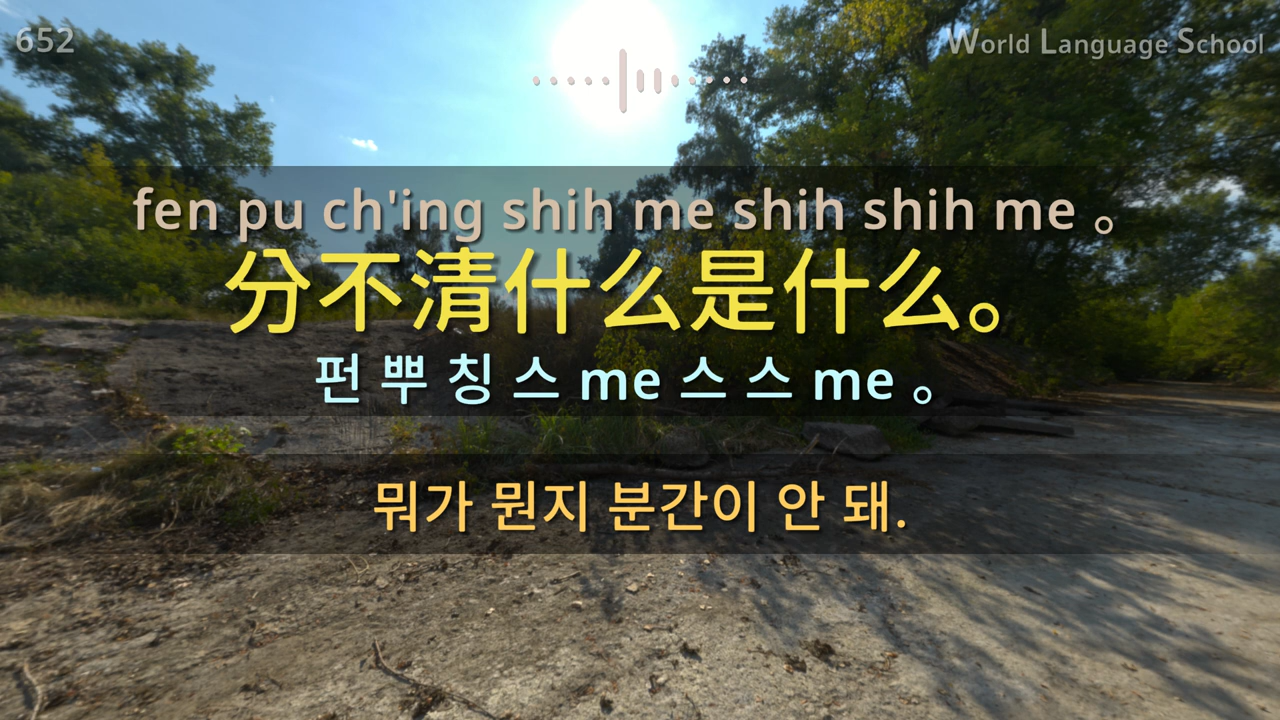 652
World Language School
fen pu ch'ing shih me shih shih me 。
分不清什么是什么。
펀 뿌 칭 스 me 스 스 me 。
뭐가 뭔지 분간이 안 돼.